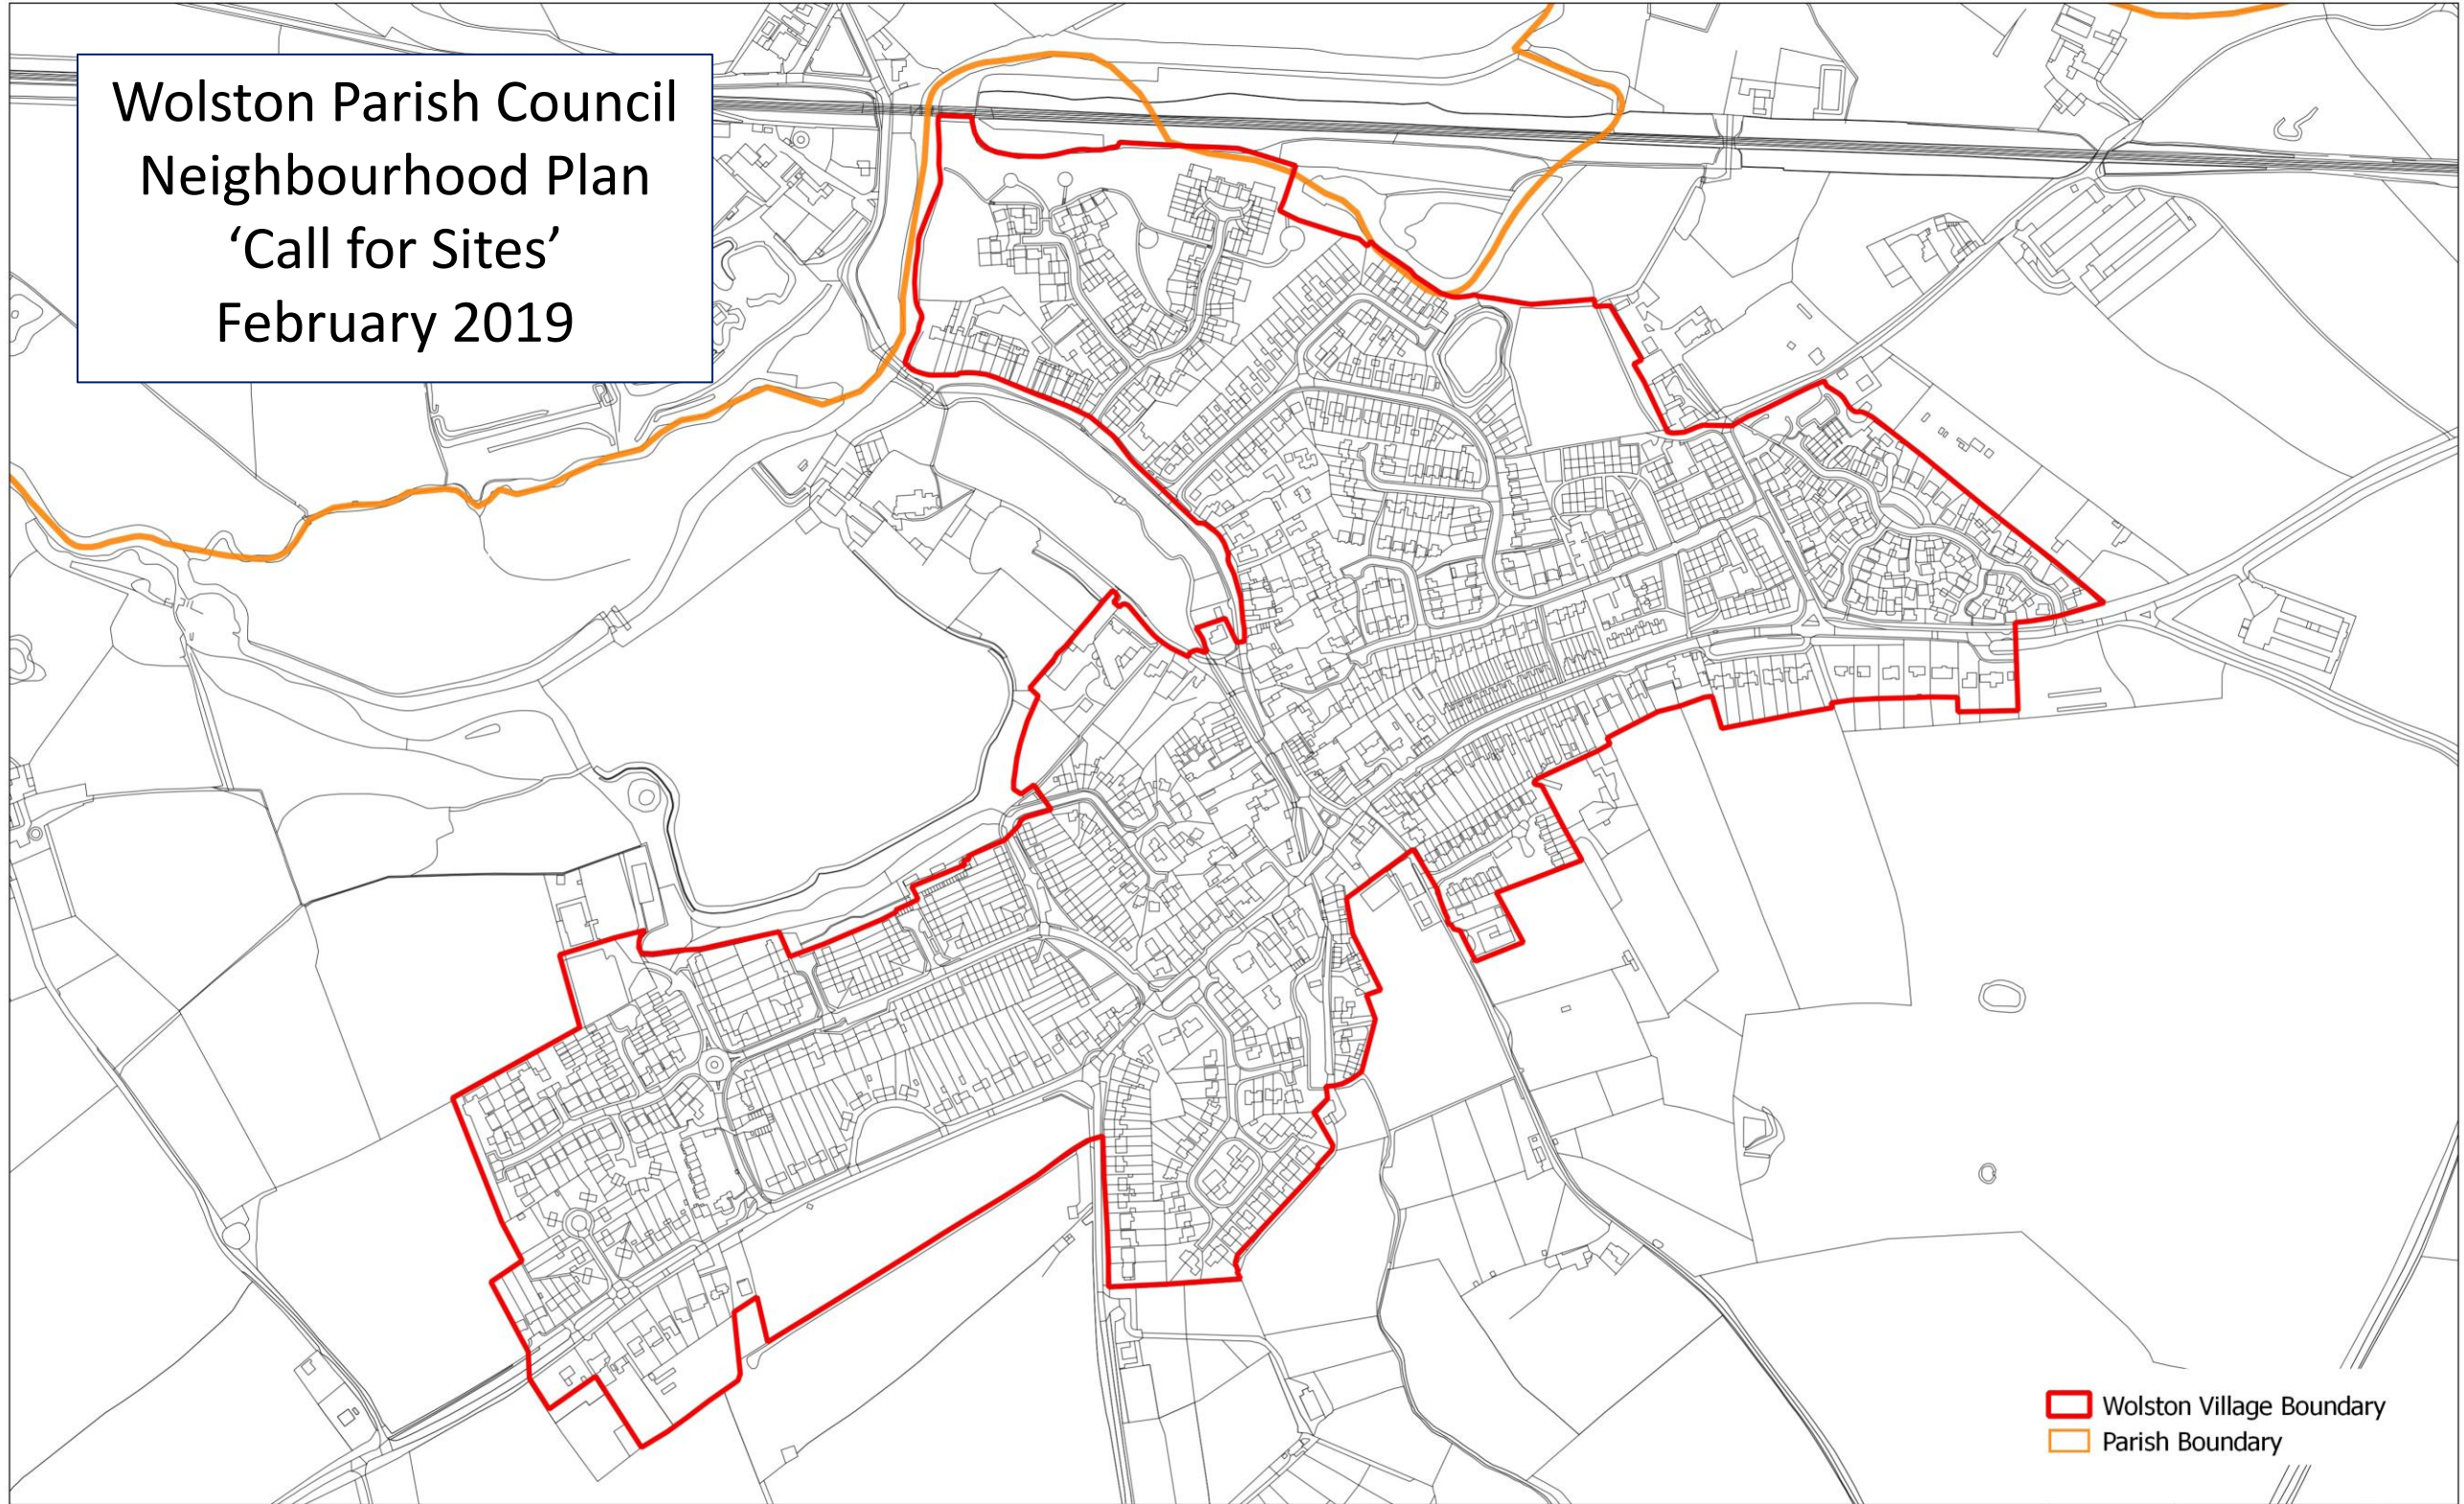 Wolston Parish Council
Neighbourhood Plan
‘Call for Sites’
February 2019
Wolston Village Boundary
Parish Boundary